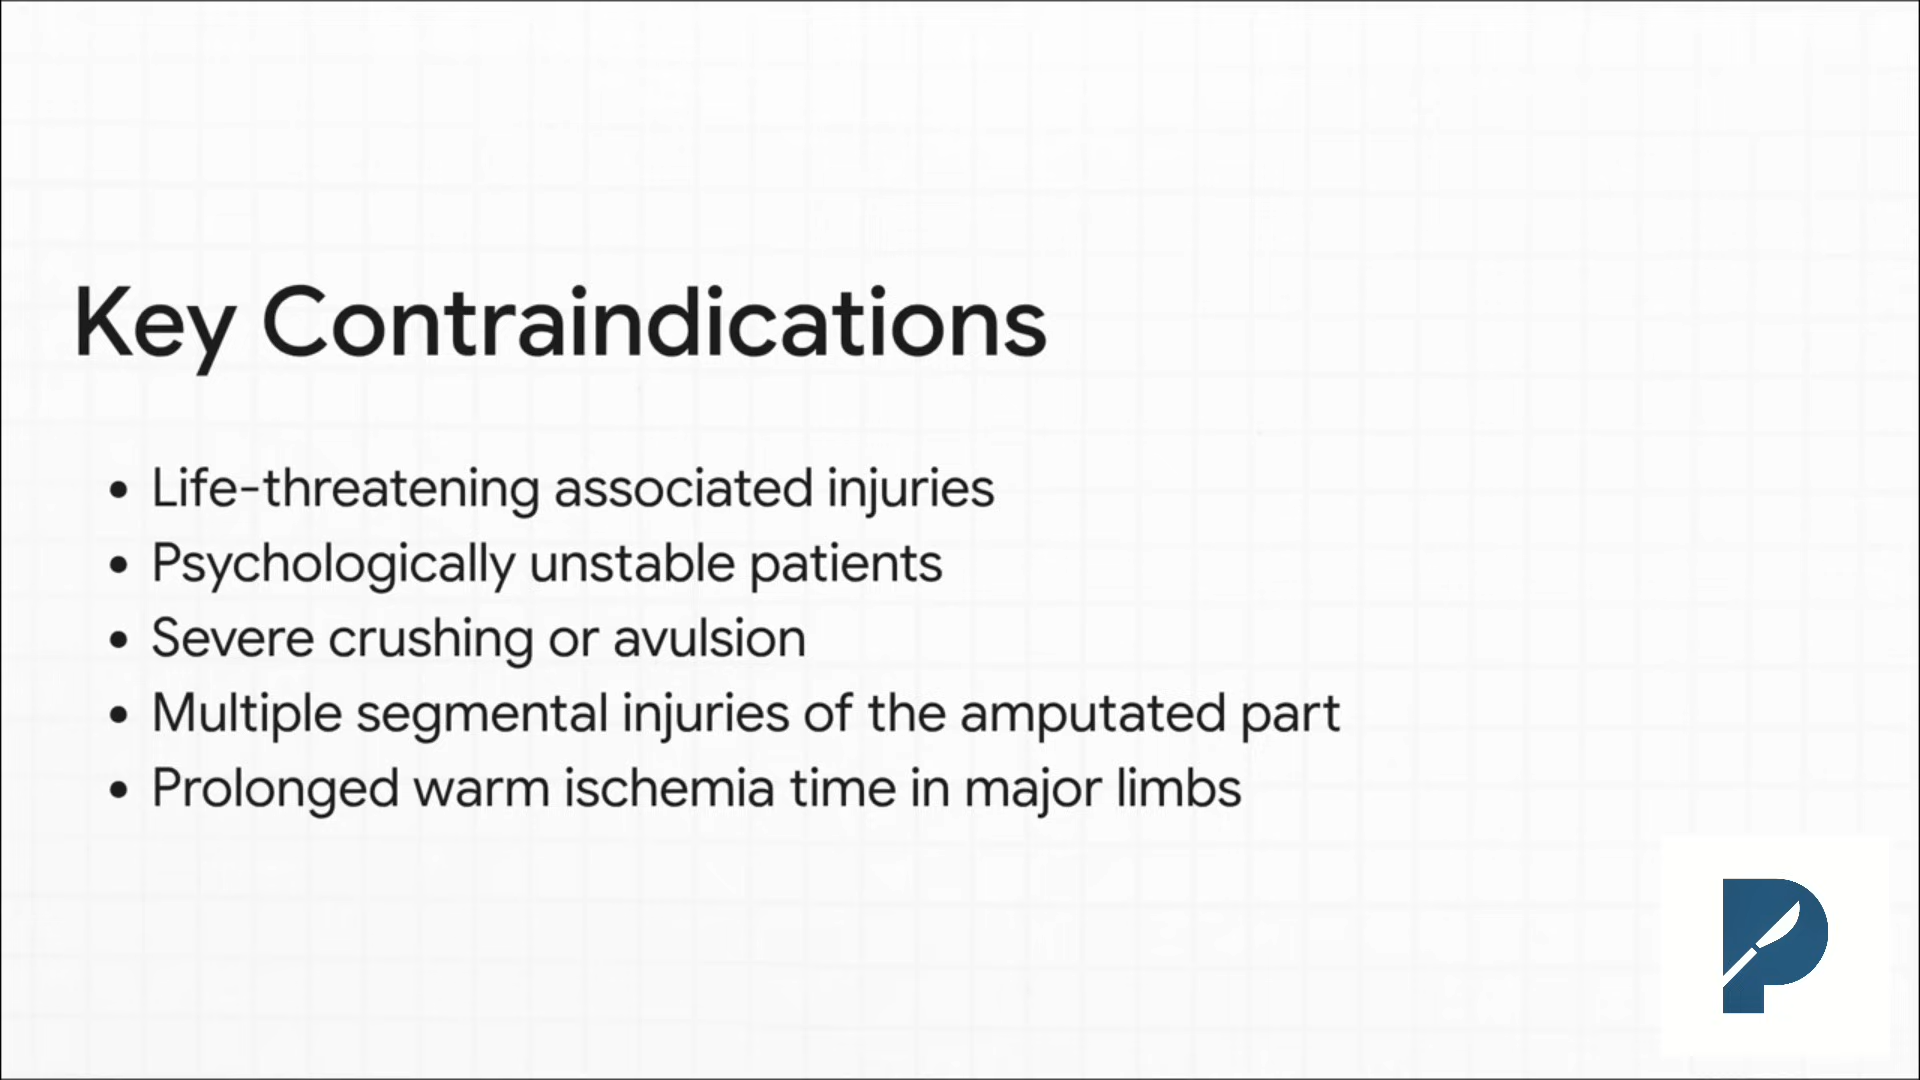 Key Contraindications
• Life-threatening associated injuries
• Psychologically unstable patients
• Severe crushing or avulsion
• Multiple segmental injuries of the amputated part
• Prolonged warm ischemia time in major limbs
P